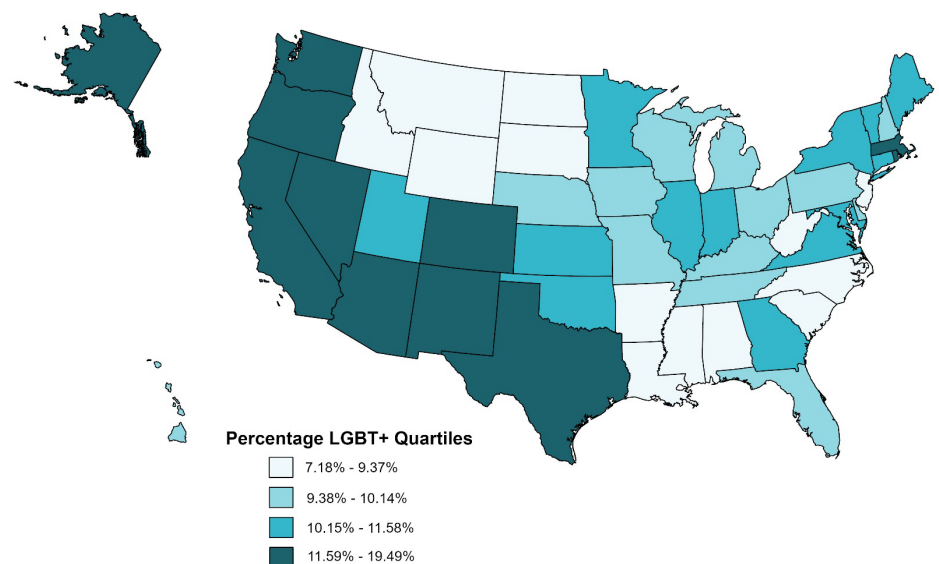 Percentage LGBT+ Quartiles
7.18% - 9.37%
9.38% - 10.14%
10.15% - 11.58%
11.59% - 19.49%